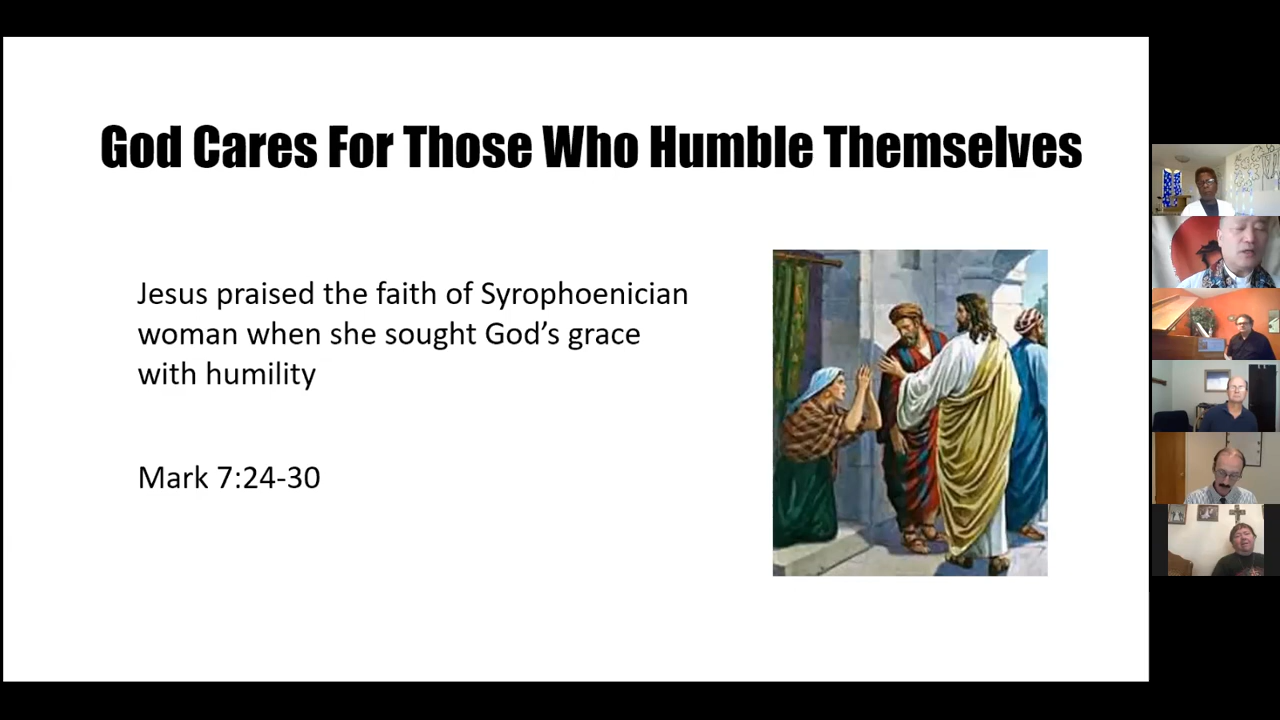 God Cares For Those Who Humble Themselves
Jesus praised the faith of Syrophoenician
woman when she sought God’s grace
with humility
Mark 7:24-30